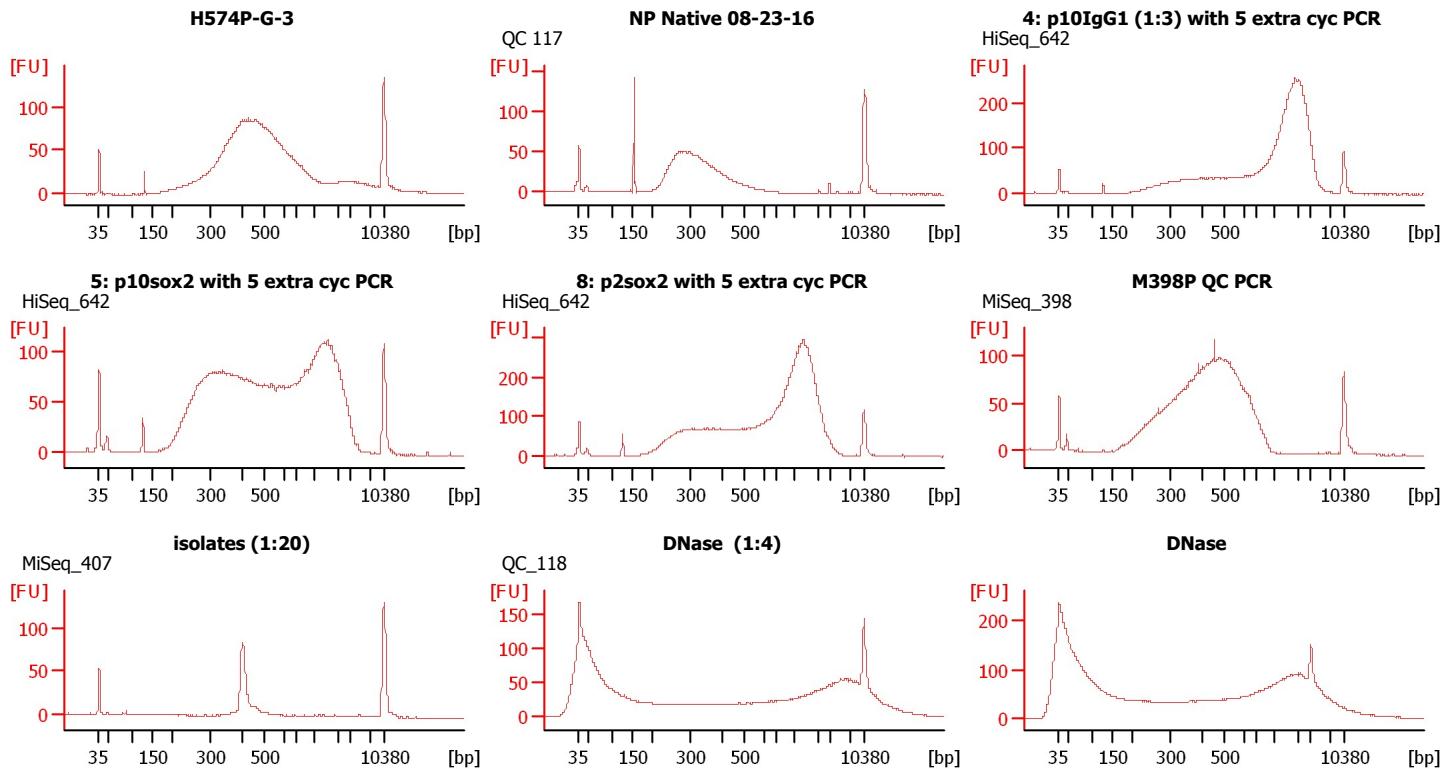 H574P-G-3
[FU]
100
50
0
35 150 300 500 10380 [bp]
NP Native 08-23-16
QC 117
[FU]
100
50
0
35 150 300 500 10380 [bp]
4: p10IgG1 (1:3) with 5 extra cyc PCR
HiSeq_642
[FU]
200
100
0
35 150 300 500 10380 [bp]
5: p10sox2 with 5 extra cyc PCR
HiSeq_642
[FU]
100
50
0
35 150 300 500 10380 [bp]
8: p2sox2 with 5 extra cyc PCR
HiSeq_642
[FU]
200
100
0
35 150 300 500 10380 [bp]
M398P QC PCR
MiSeq_398
[FU]
100
50
0
35 150 300 500 10380 [bp]
isolates (1:20)
MiSeq_407
[FU]
100
50
0
35 150 300 500 10380 [bp]
DNase (1:4)
QC_118
[FU]
150
100
50
0
35 150 300 500 10380 [bp]
DNase
[FU]
200
100
0
35 150 300 500 10380 [bp]